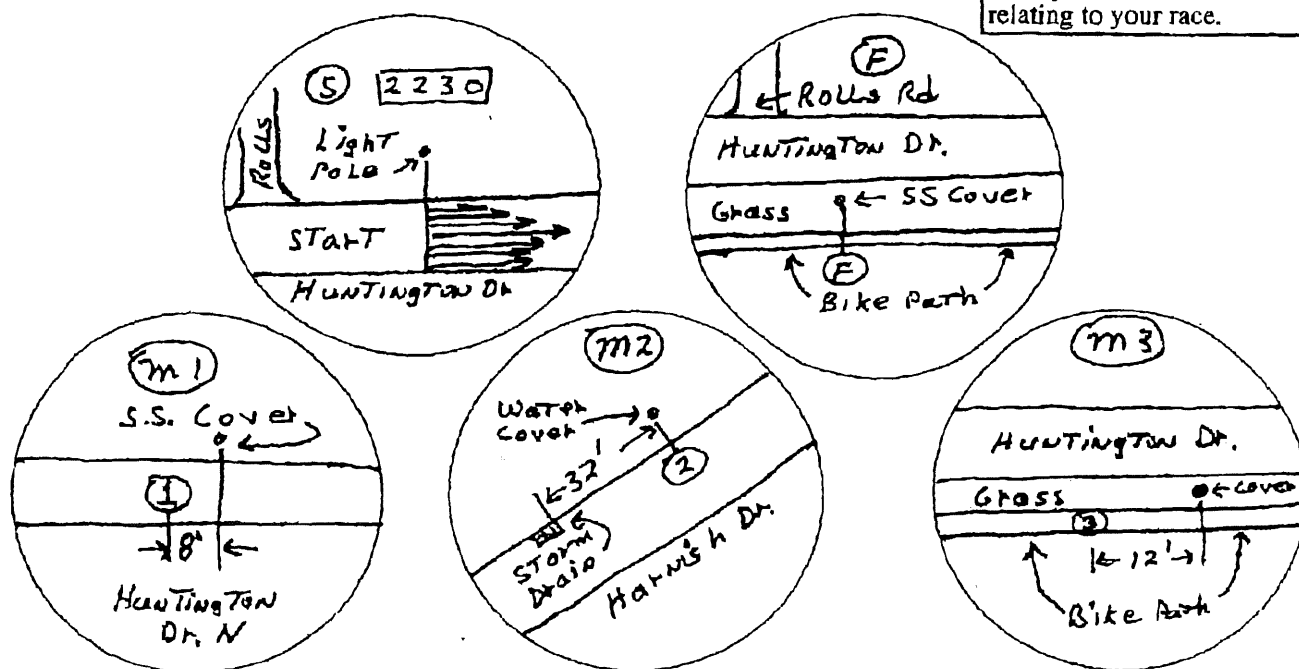 relating to your race.
S 2230
Rolls
Light
Pole
START
HUNTINGTON Dr
F
Rolls Rd
HUNTINGTON Dr.
Grass
SS Cover
F
Bike Path
M1
S.S. Cover
1
8'
HUNTINGTON
Dr. N
M2
Water
Cover
32'
2
Storm
Drain
Harnish Dr.
M3
HUNTINGTON Dr.
Grass
Cover
3
12'
Bike Path